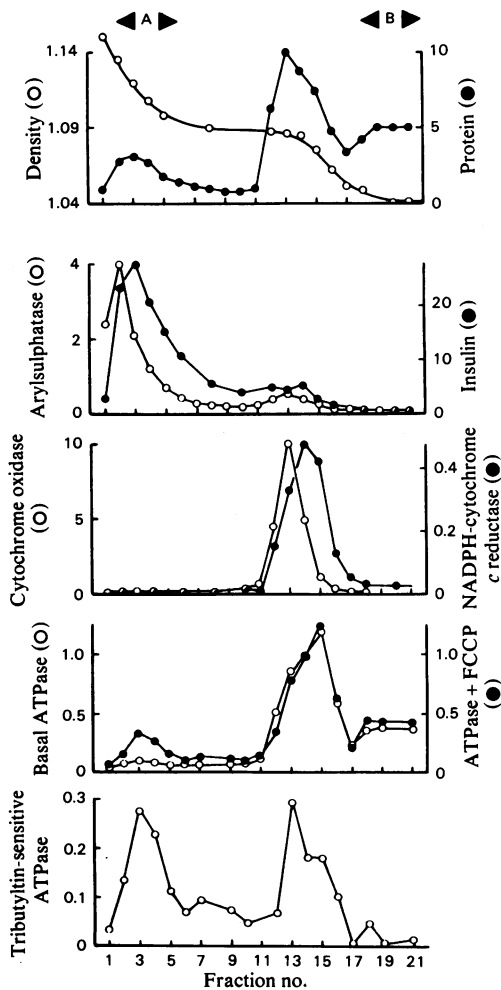 A B
1.14
1.09
1.04
Density (O)
10
5
0
Protein (●)
4
2
0
Arylsulphatase (O)
20
10
0
Insulin (●)
10
5
0
Cytochrome oxidase
(O)
0.4
0.2
0
NADPH-cytochrome
c reductase (●)
1.0
0.5
0
Basal ATPase (O)
1.0
0.5
0
ATPase + FCCP
(●)
0.3
0.2
0.1
0
Tributyltin-sensitive
ATPase
1 3 5 7 9 11 13 15 17 19 21
Fraction no.